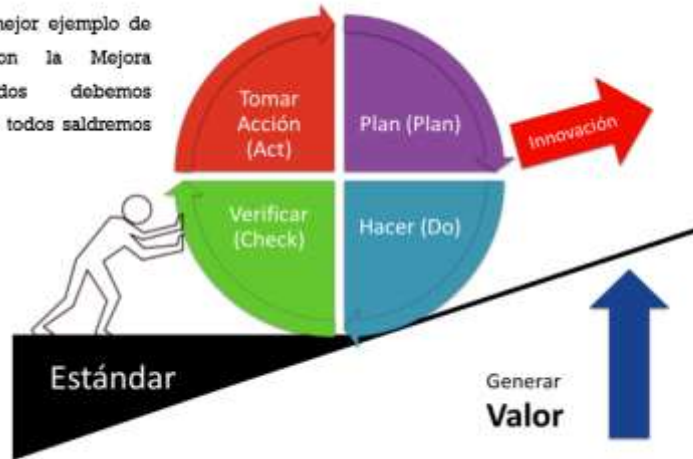 mejor ejemplo de
on la Mejora
dos debemos
todos saldremos
Tomar
Acción
(Act)
Plan (Plan)
Innovación
Verificar
(Check)
Hacer (Do)
Estándar
Generar
Valor